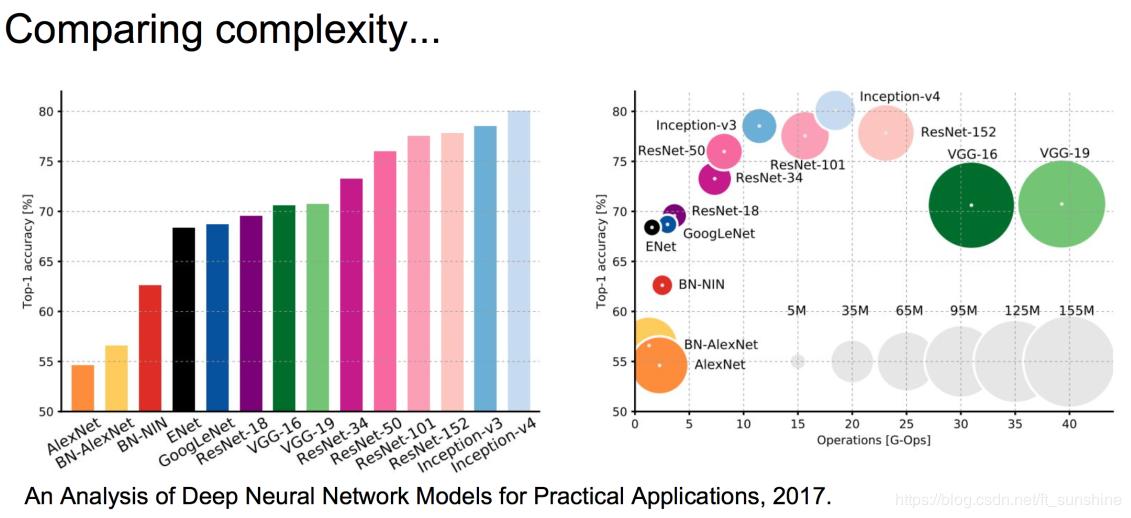 Comparing complexity...
80
75
70
65
60
55
50
Top-1 accuracy [%]
AlexNet
BN-AlexNet
BN-NIN
ENet
GoogLeNet
ResNet-18
VGG-16
VGG-19
ResNet-34
ResNet-50
ResNet-101
ResNet-152
Inception-v3
Inception-v4
80
75
70
65
60
55
50
Top-1 accuracy [%]
Inception-v4
Inception-v3
ResNet-152
ResNet-50
VGG-16
VGG-19
ResNet-101
ResNet-34
ResNet-18
GoogLeNet
ENet
BN-NIN
5M 35M 65M 95M 125M 155M
BN-AlexNet
AlexNet
0 5 10 15 20 25 30 35 40
Operations [G-Ops]
An Analysis of Deep Neural Network Models for Practical Applications, 2017.
https://blog.csdn.net/ft_sunshine